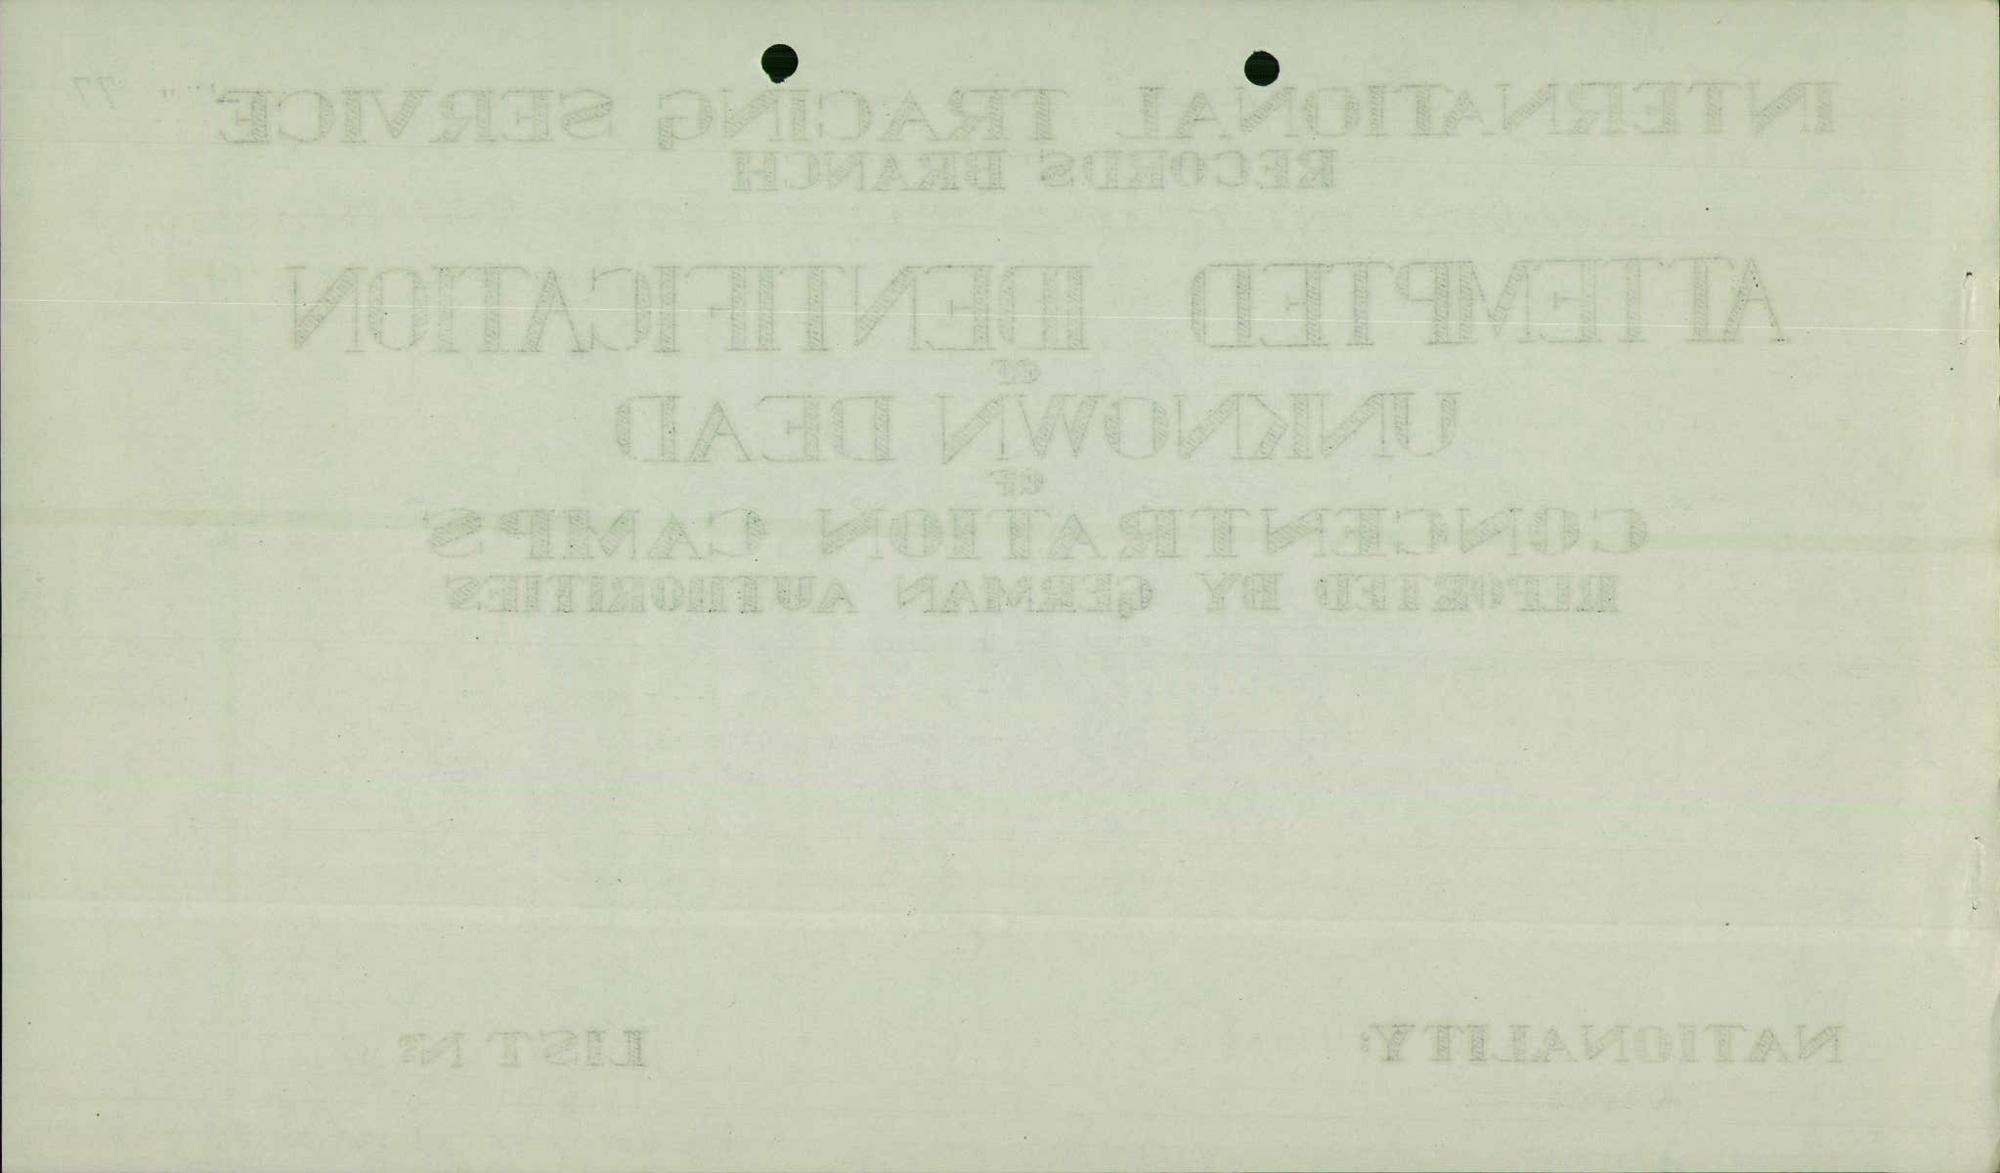 INTERNATIONAL TRACING SERVICE
RECORDS BRANCH
ATTEMPTED IDENTIFICATION
OF
UNKNOWN DEAD
OF
CONCENTRATION CAMPS
REPORTED BY GERMAN AUTHORITIES
NATIONALITY:
LIST Nº